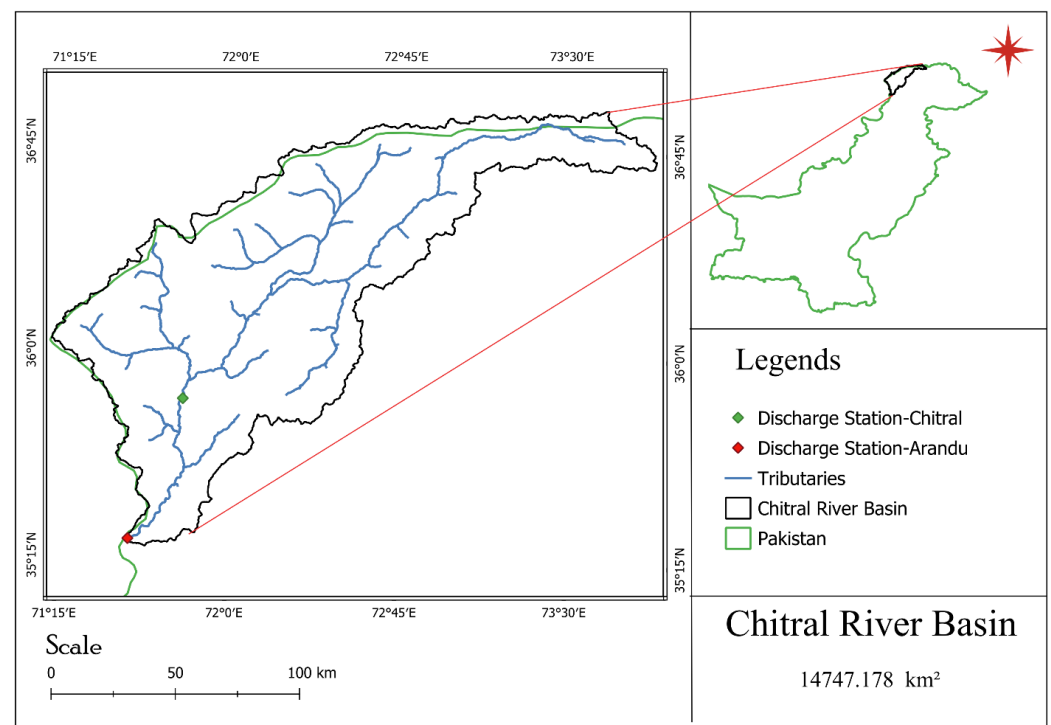 71°15′E 72°0′E 72°45′E 73°30′E
36°45′N
36°0′N
35°15′N
36°45′N
36°0′N
35°15′N
71°15′E 72°0′E 72°45′E 73°30′E
Scale
0 50 100 km
Legends
Discharge Station-Chitral
Discharge Station-Arandu
Tributaries
Chitral River Basin
Pakistan
Chitral River Basin
14747.178 km²